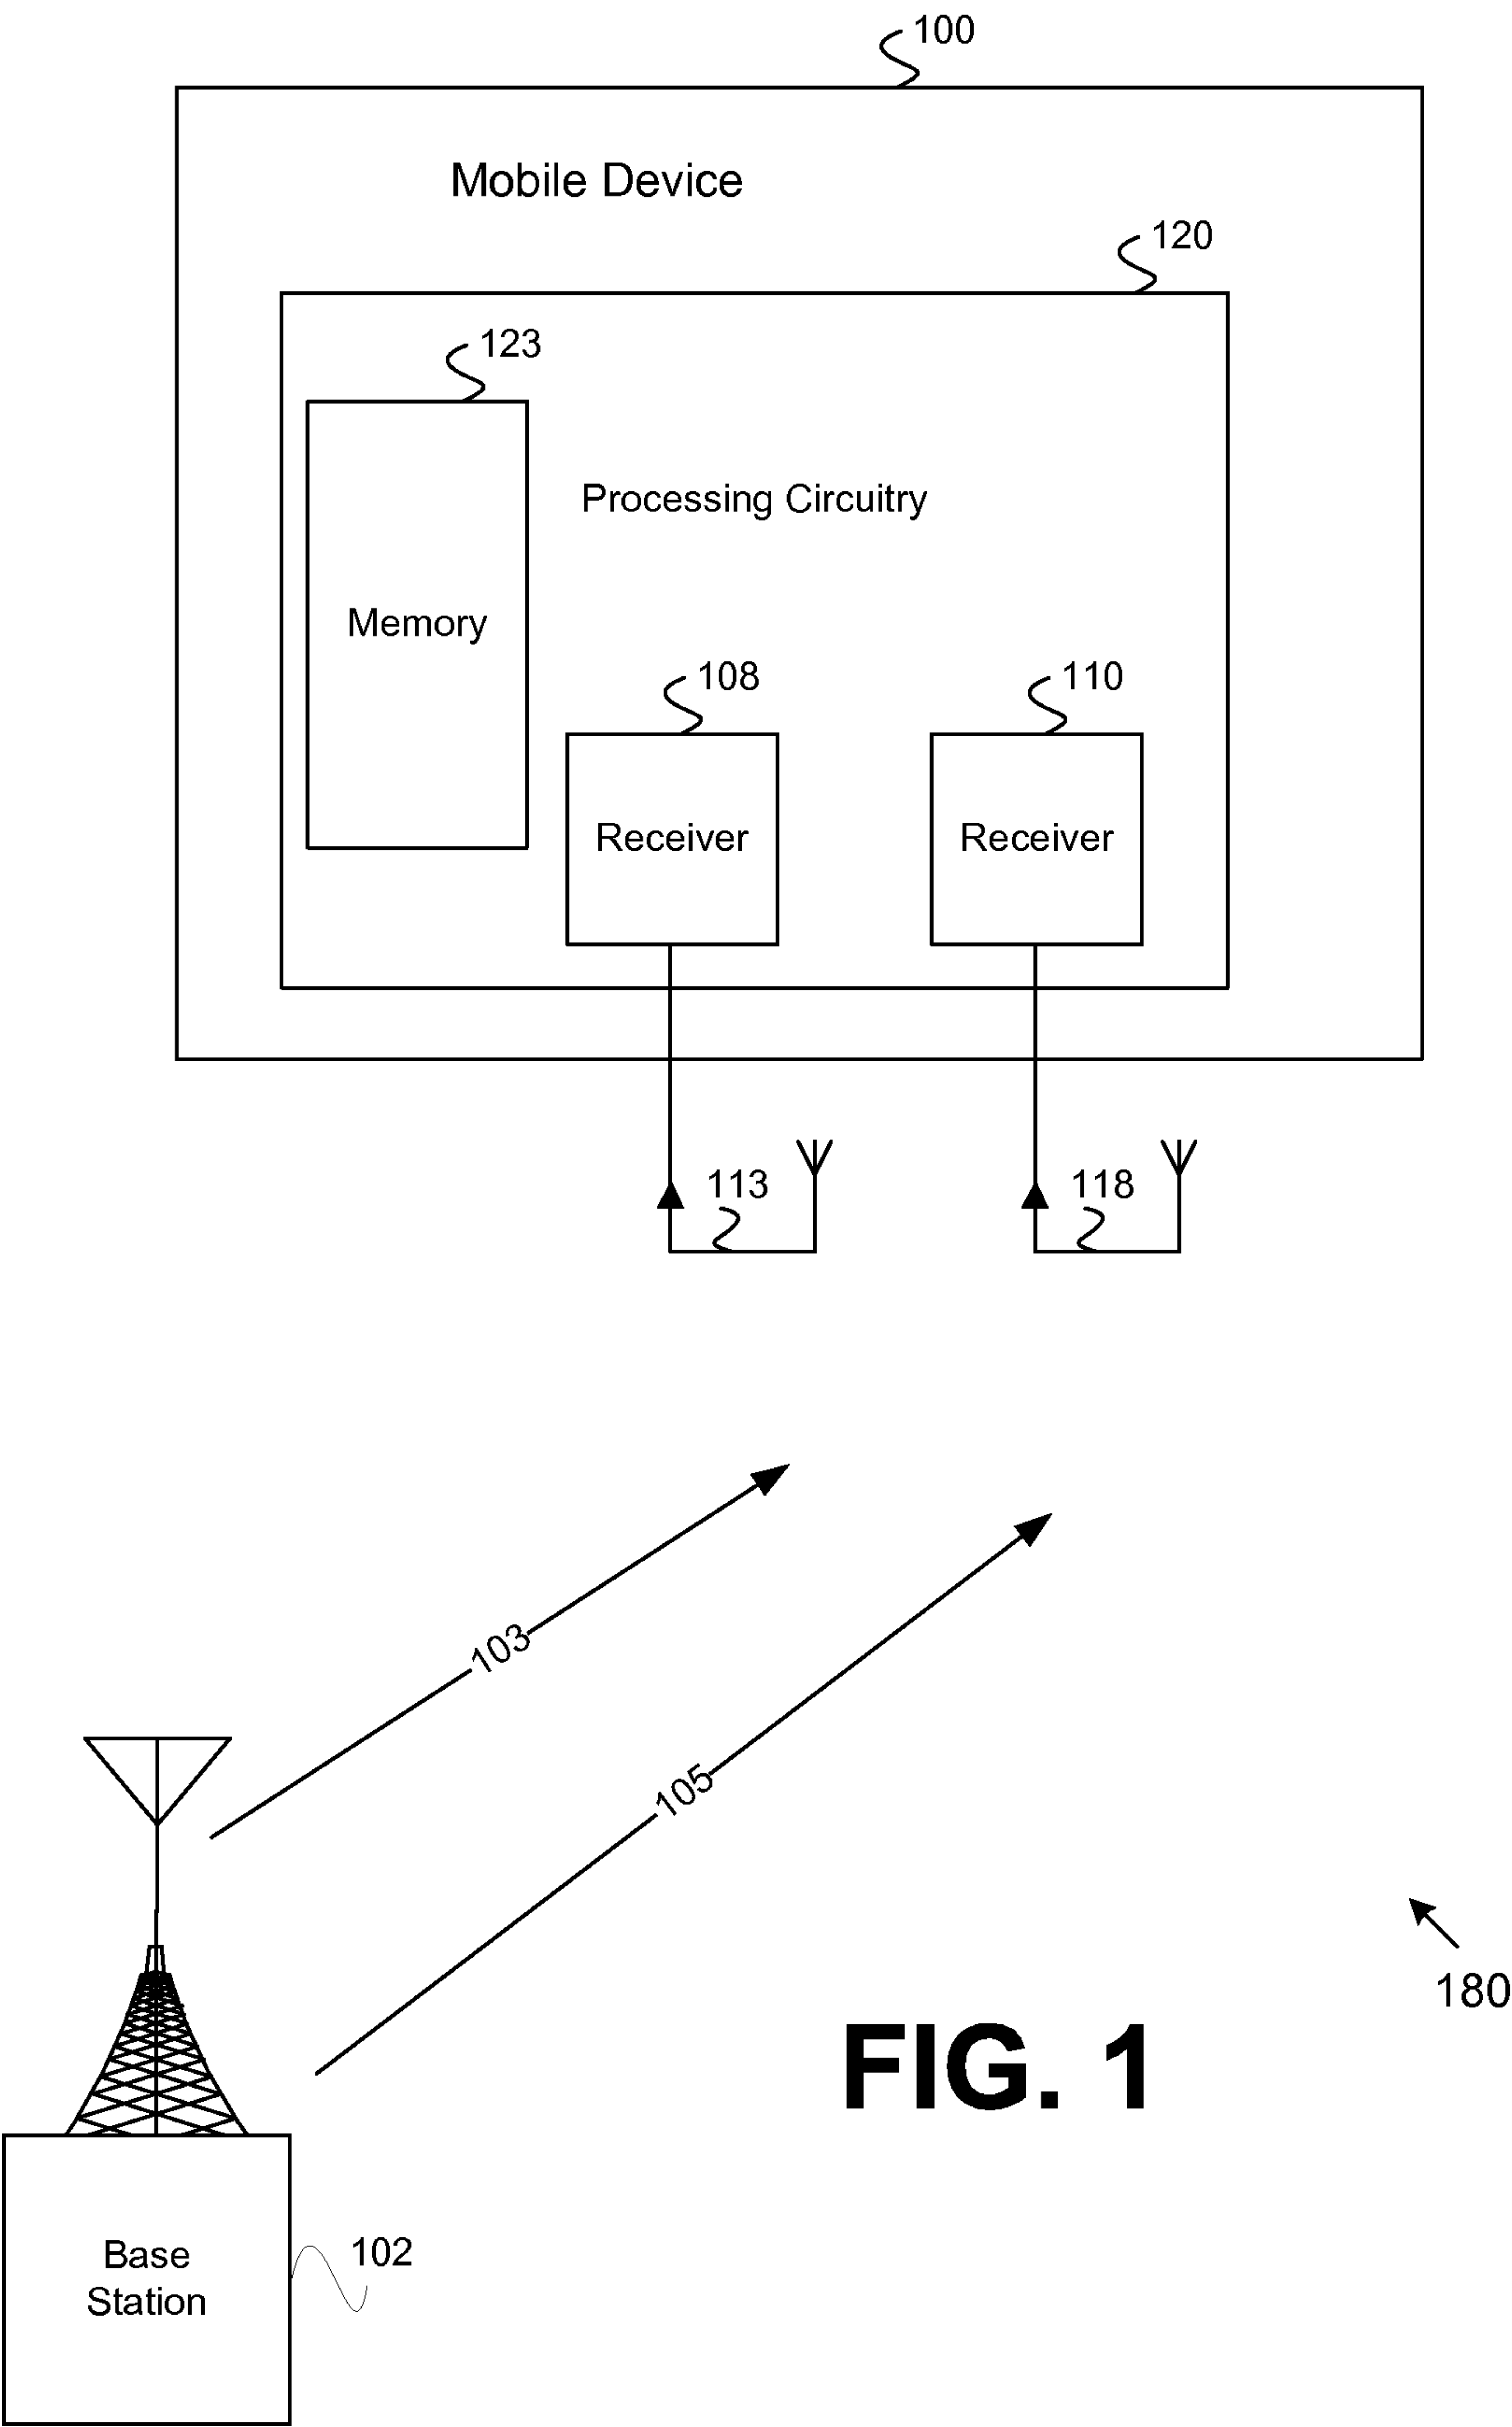 100
Mobile Device
120
123
Processing Circuitry
Memory
108
110
Receiver
Receiver
113
118
103
105
180
FIG. 1
Base
Station
102